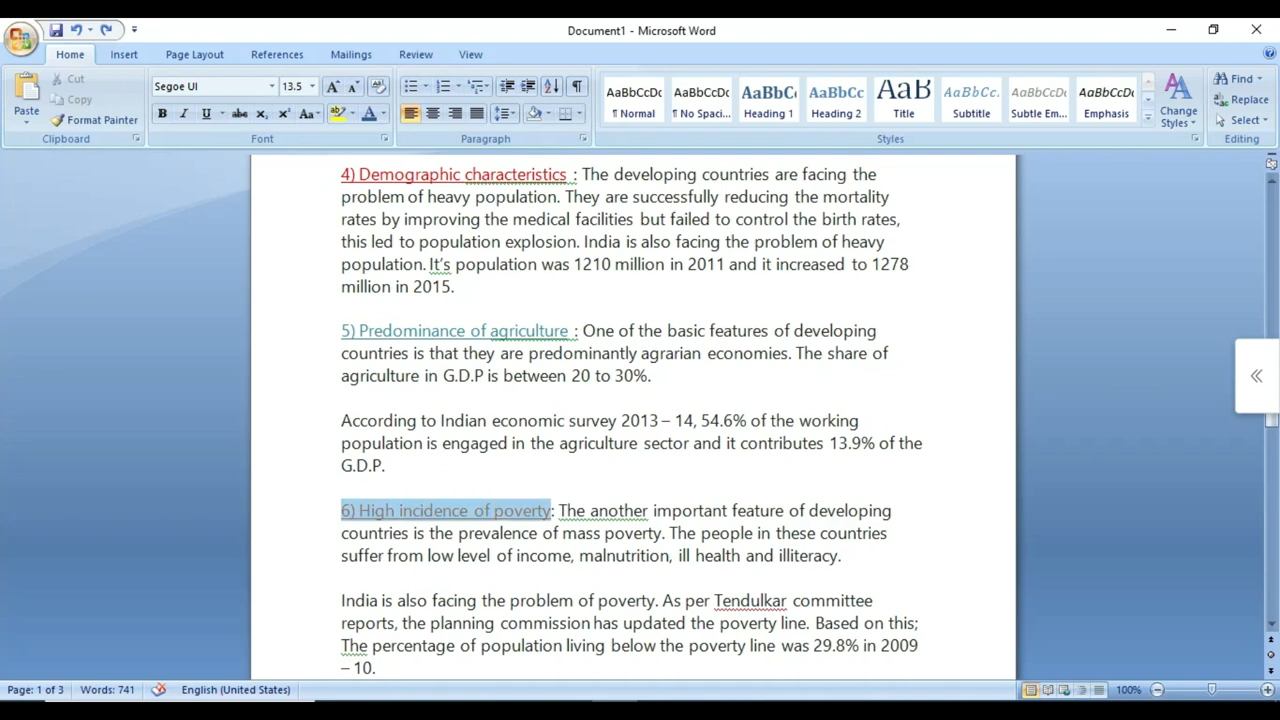 Document1 - Microsoft Word
Home Insert Page Layout References Mailings Review View
Paste
Cut
Copy
Format Painter
Clipboard
Segoe UI 13.5
B I U abc x₂ x² Aa
Font
Paragraph
AaBbCcDc AaBbCcDc AaBbCc AaBbCc AaB AaBbCc. AaBbCcDc AaBbCcDc
¶ Normal ¶ No Spaci... Heading 1 Heading 2 Title Subtitle Subtle Em... Emphasis
Styles
Change Styles
Find
Replace
Select
Editing
4) Demographic characteristics : The developing countries are facing the
problem of heavy population. They are successfully reducing the mortality
rates by improving the medical facilities but failed to control the birth rates,
this led to population explosion. India is also facing the problem of heavy
population. It's population was 1210 million in 2011 and it increased to 1278
million in 2015.
5) Predominance of agriculture : One of the basic features of developing
countries is that they are predominantly agrarian economies. The share of
agriculture in G.D.P is between 20 to 30%.
According to Indian economic survey 2013 – 14, 54.6% of the working
population is engaged in the agriculture sector and it contributes 13.9% of the
G.D.P.
6) High incidence of poverty: The another important feature of developing
countries is the prevalence of mass poverty. The people in these countries
suffer from low level of income, malnutrition, ill health and illiteracy.
India is also facing the problem of poverty. As per Tendulkar committee
reports, the planning commission has updated the poverty line. Based on this;
The percentage of population living below the poverty line was 29.8% in 2009
– 10.
Page: 1 of 3 Words: 741 English (United States) 100%